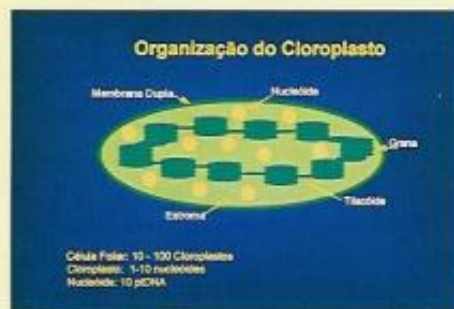 Organização do Cloroplasto
Membrana Dupla
Nucleóide
Grana
Tilacóide
Estroma
Célula Foliar: 10 - 100 Cloroplastos
Cloroplasto: 1-10 nucleóides
Nucleóide: 10 ptDNA